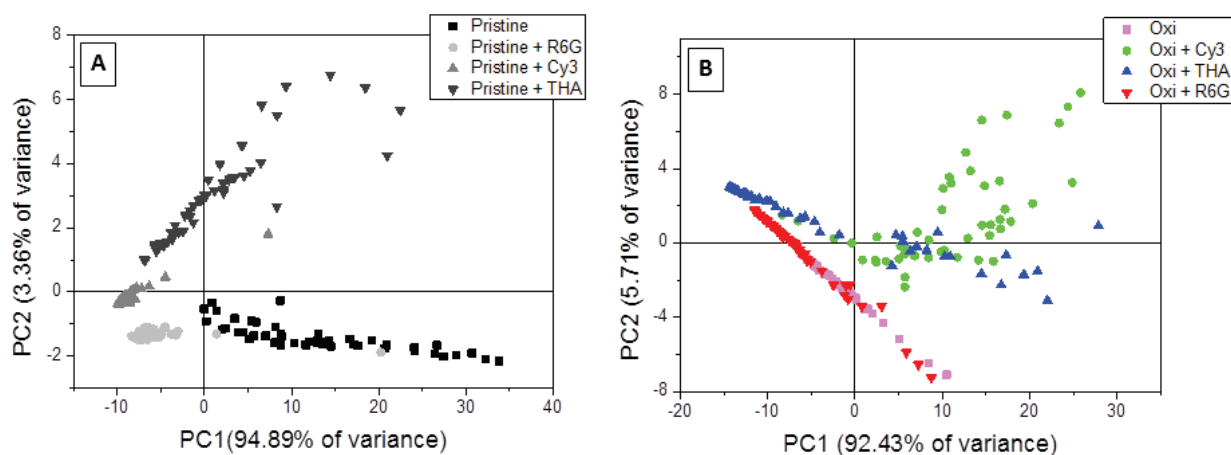 A
Pristine
Pristine + R6G
Pristine + Cy3
Pristine + THA
8
6
4
2
0
-2
-10
0
10
20
30
40
PC2 (3.36% of variance)
PC1(94.89% of variance)
B
Oxi
Oxi + Cy3
Oxi + THA
Oxi + R6G
8
4
0
-4
-8
-20
-10
0
10
20
30
PC2 (5.71% of variance)
PC1 (92.43% of variance)